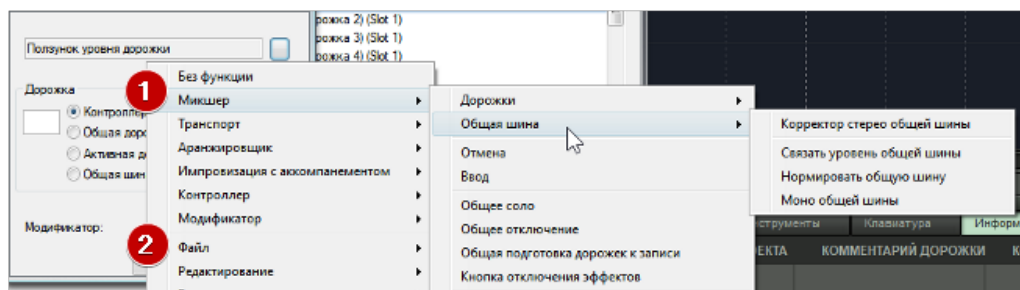 рожка 2) (Slot 1)
рожка 3) (Slot 1)
рожка 4) (Slot 1)
Ползунок уровня дорожки
Дорожка
Контроллер
Общая доро
Активная д
Общая шин
Модификатор:
1
2
Без функции
Микшер
Транспорт
Аранжировщик
Импровизация с аккомпанементом
Контроллер
Модификатор
Файл
Редактирование
Дорожки
Общая шина
Отмена
Ввод
Общее соло
Общее отключение
Общая подготовка дорожек к записи
Кнопка отключения эффектов
Корректор стерео общей шины
Связать уровень общей шины
Нормировать общую шину
Моно общей шины
струменты
Клавиатура
Информ
ЕКТА
КОММЕНТАРИЙ ДОРОЖКИ
К